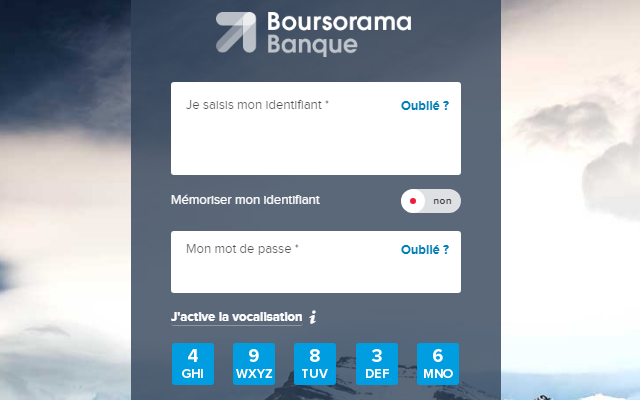 Boursorama
Banque
Je saisis mon identifiant *
Oublié ?
Mémoriser mon identifiant
non
Mon mot de passe *
Oublié ?
J'active la vocalisation i
4 9 8 3 6
GHI WXYZ TUV DEF MNO